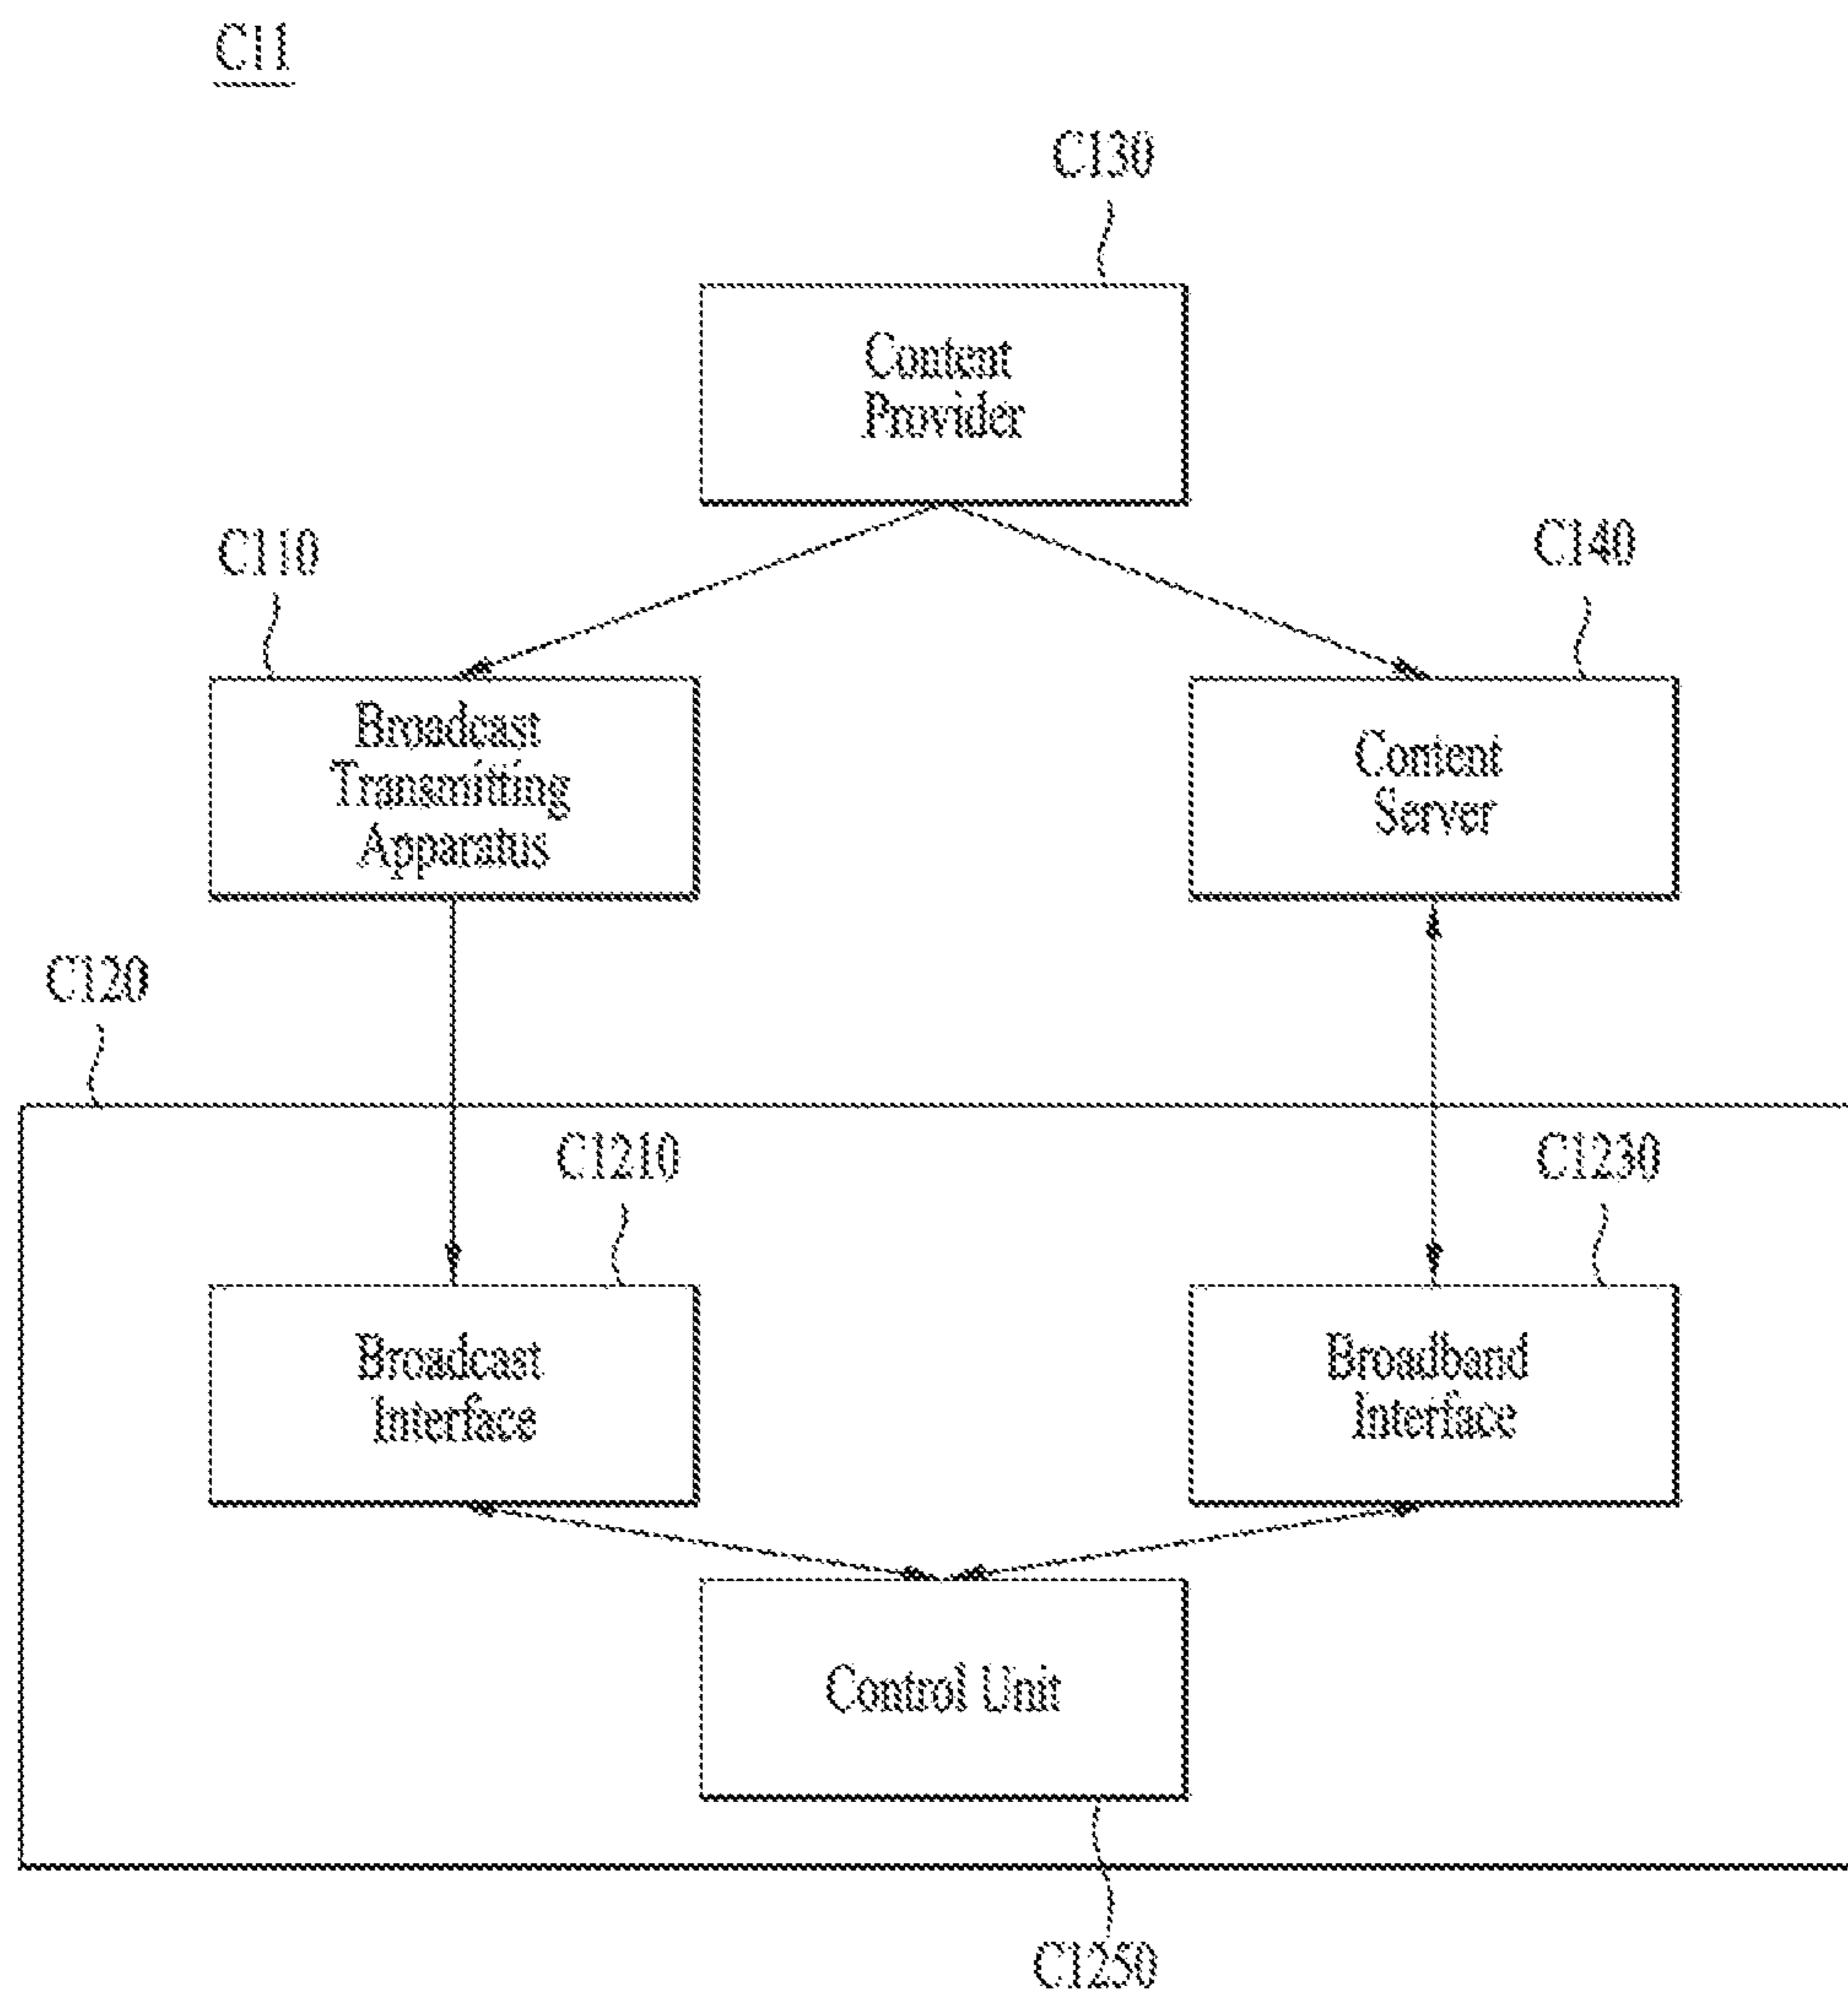 C11
C130
Content
Provider
C110
C140
Broadcast
Transmitting
Apparatus
Content
Server
C120
C1210
C1230
Broadcast
Interface
Broadband
Interface
Control Unit
C1250